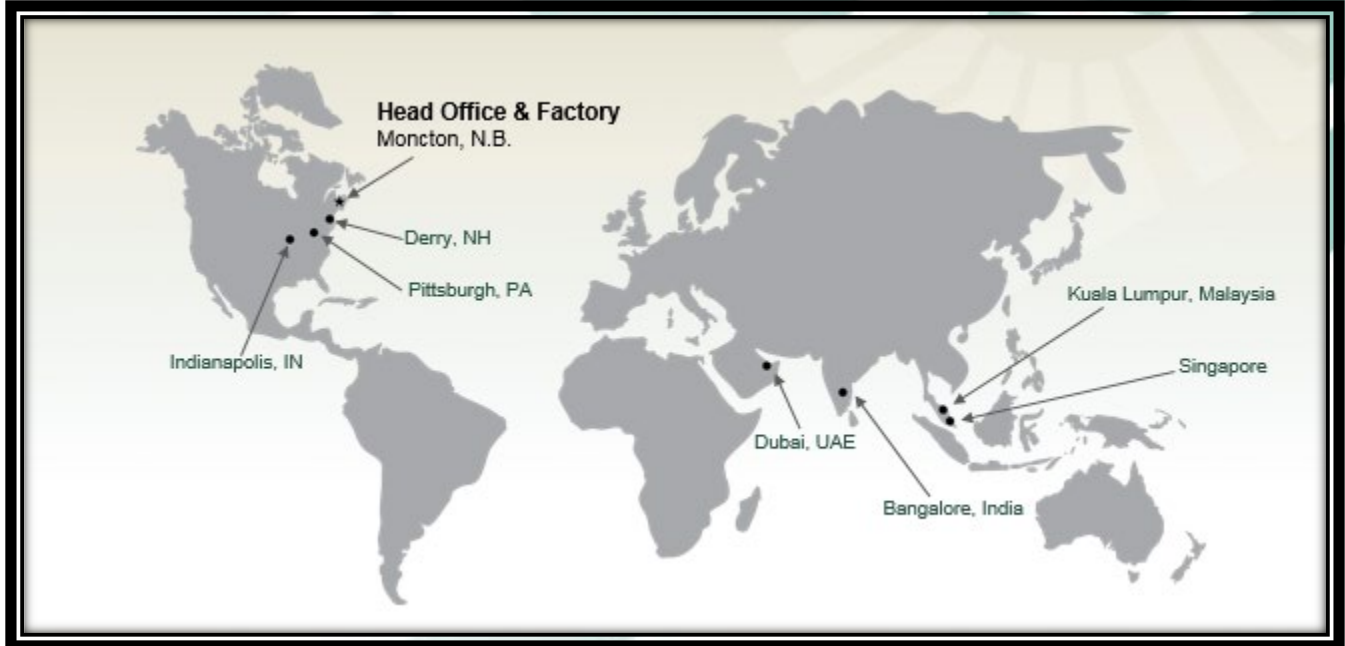 Head Office & Factory
Moncton, N.B.
Derry, NH
Pittsburgh, PA
Kuala Lumpur, Malaysia
Indianapolis, IN
Singapore
Dubai, UAE
Bangalore, India